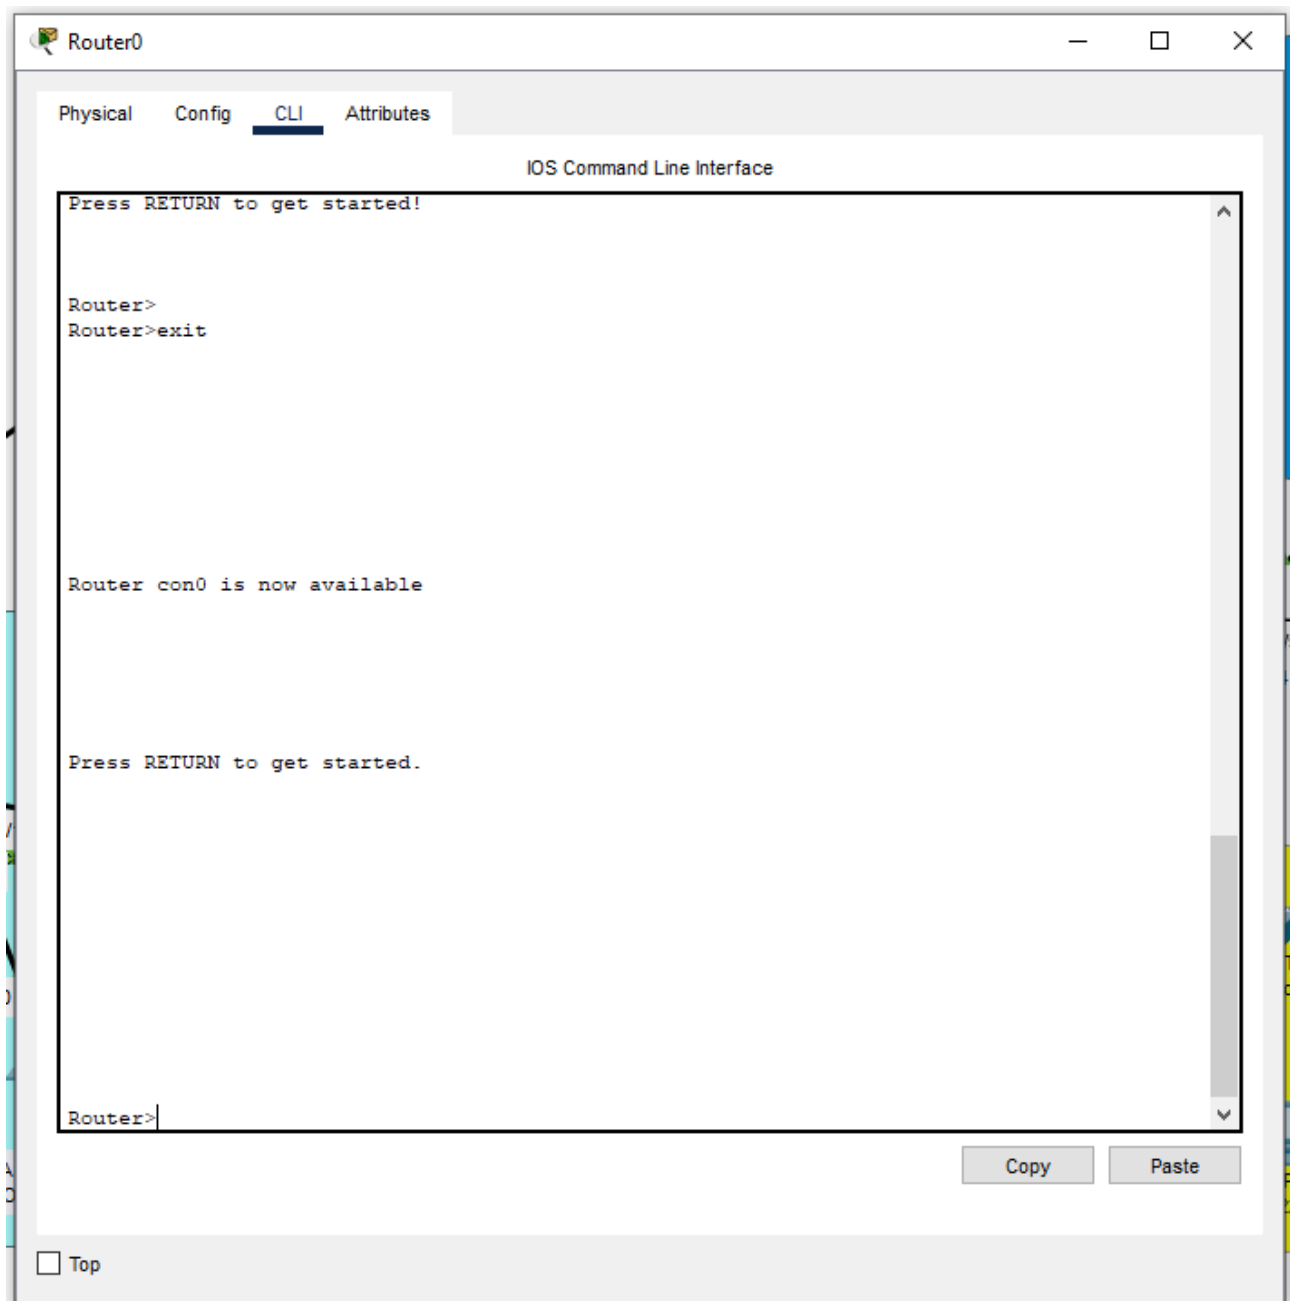 Router0
Physical Config CLI Attributes
IOS Command Line Interface
Press RETURN to get started!
Router>
Router>exit
Router con0 is now available
Press RETURN to get started.
Router>
Copy Paste
Top